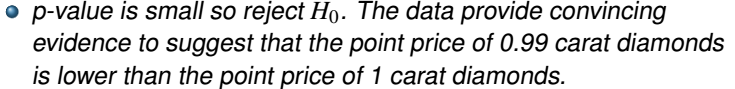 p-value is small so reject H₀. The data provide convincing
evidence to suggest that the point price of 0.99 carat diamonds
is lower than the point price of 1 carat diamonds.